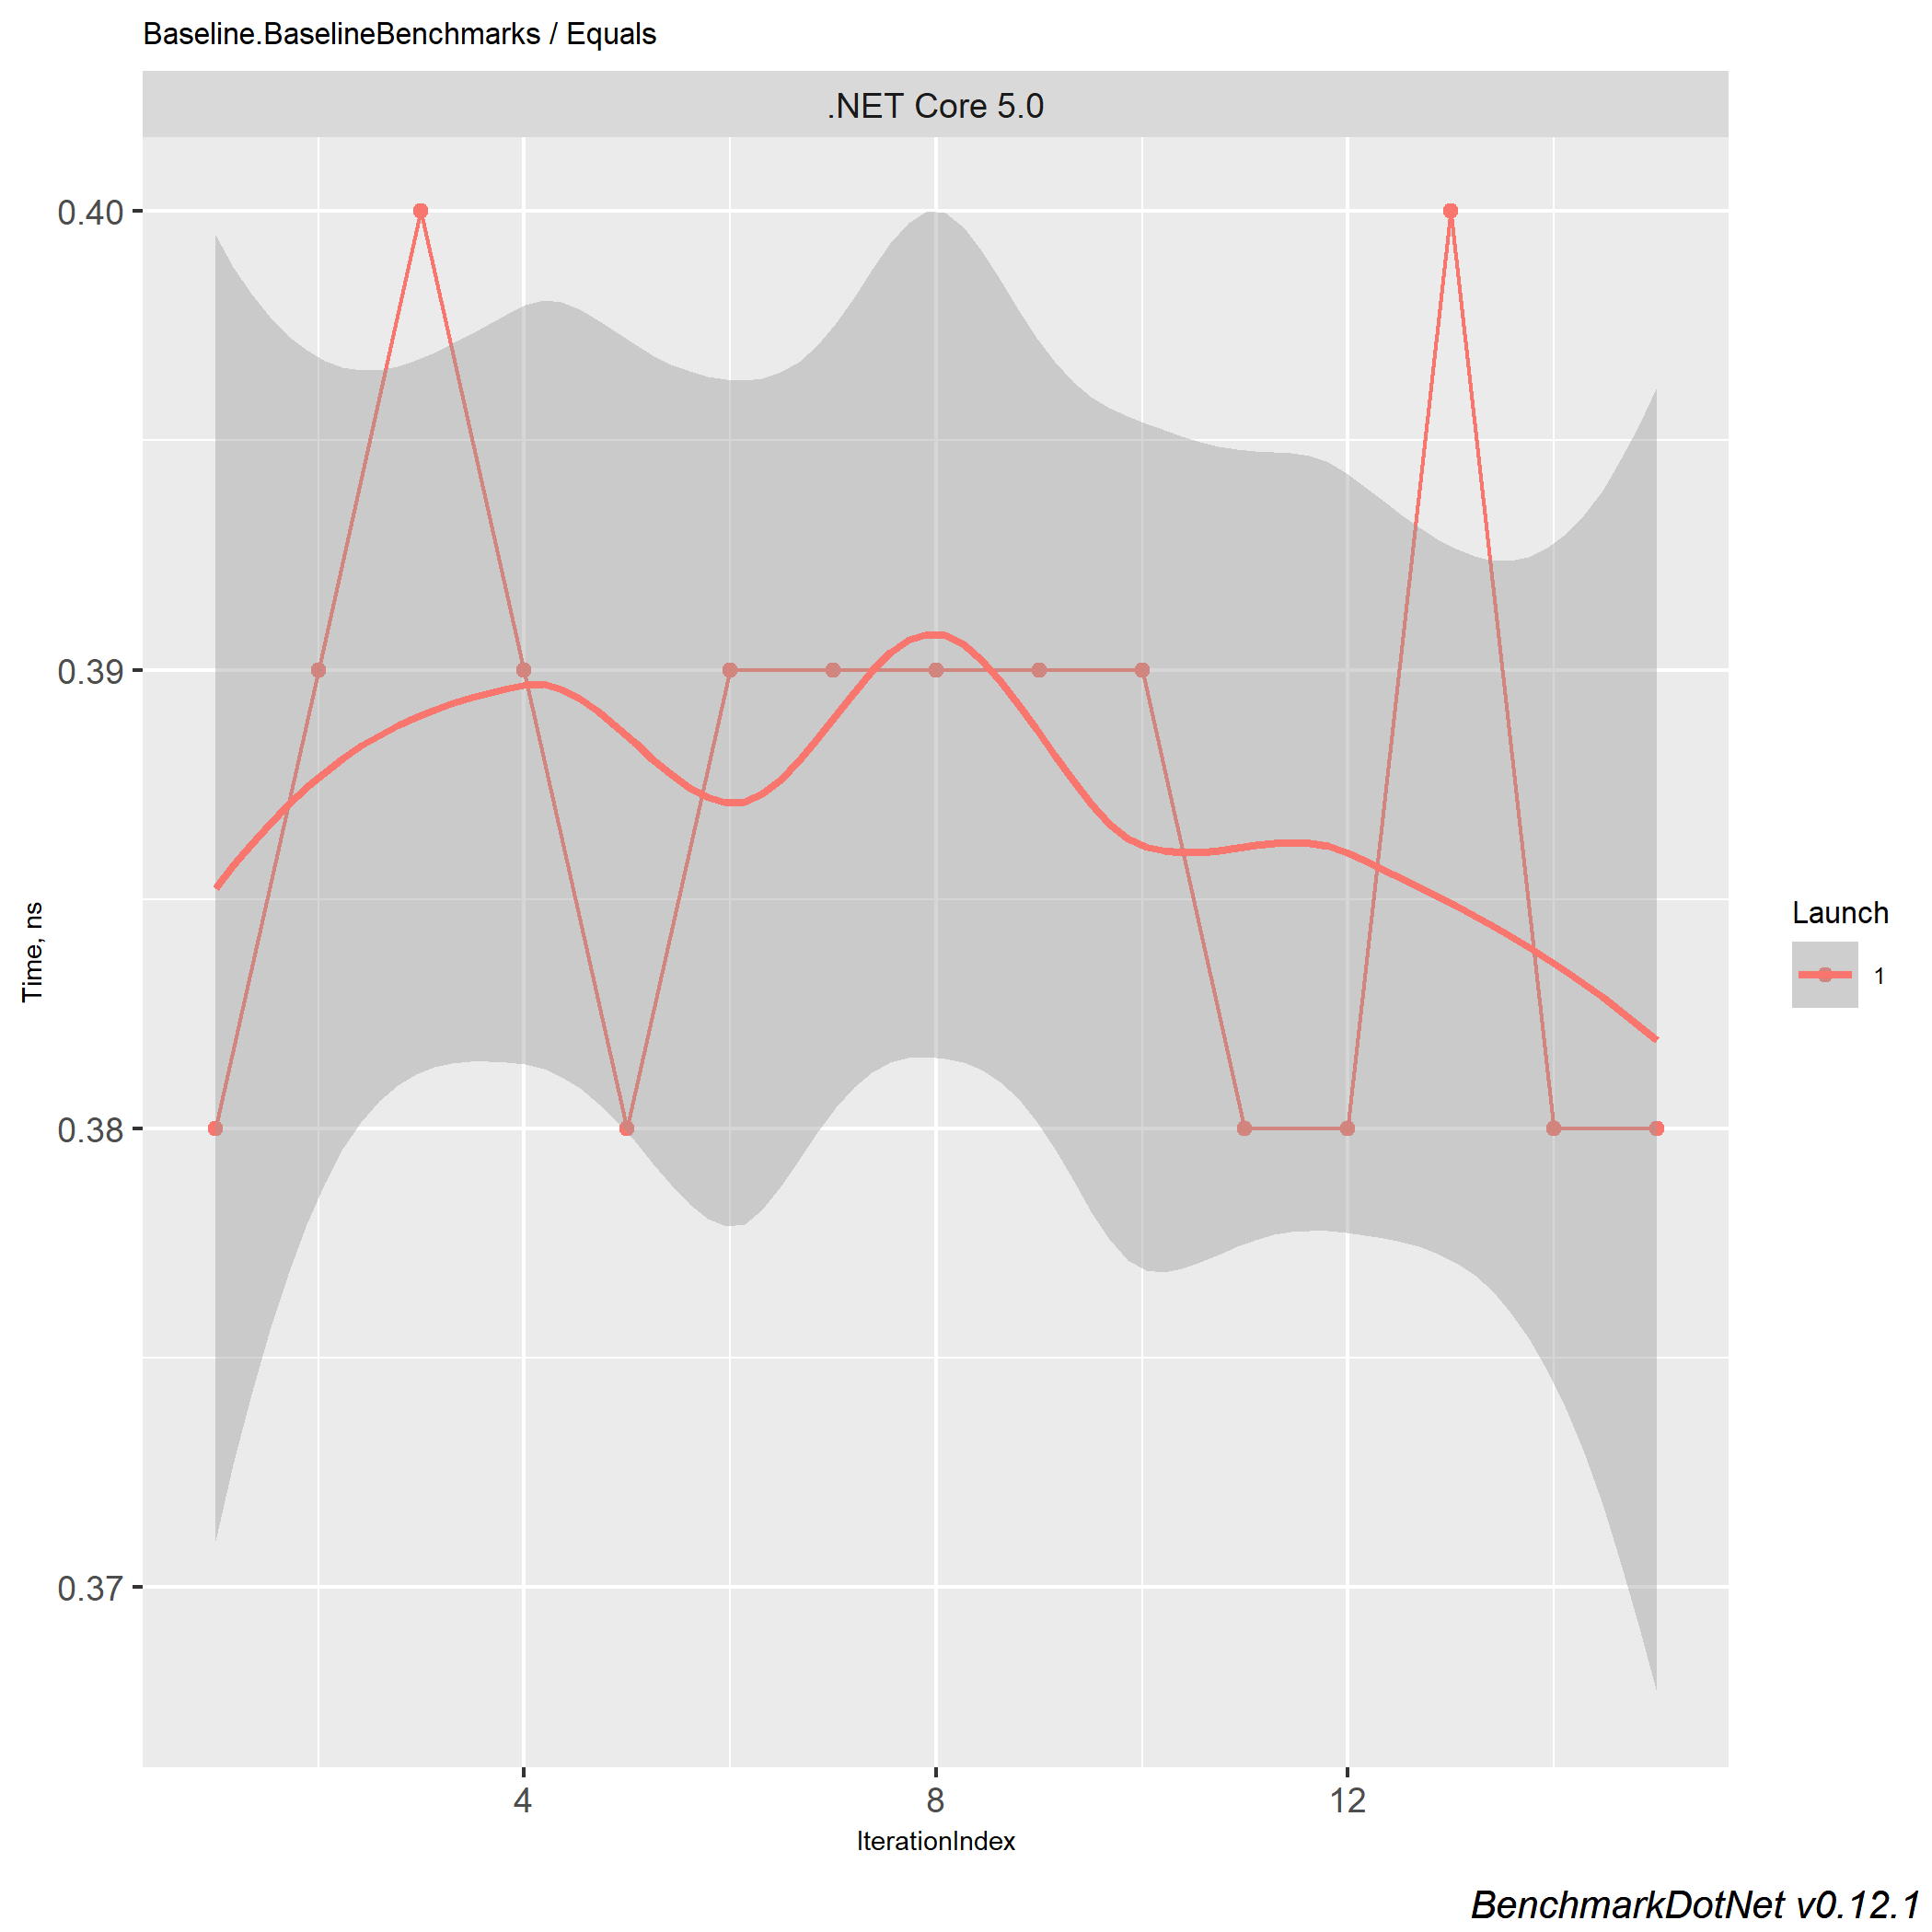 Baseline.BaselineBenchmarks / Equals
.NET Core 5.0
0.40
0.39
0.38
0.37
Time, ns
4
8
12
IterationIndex
Launch
1
BenchmarkDotNet v0.12.1